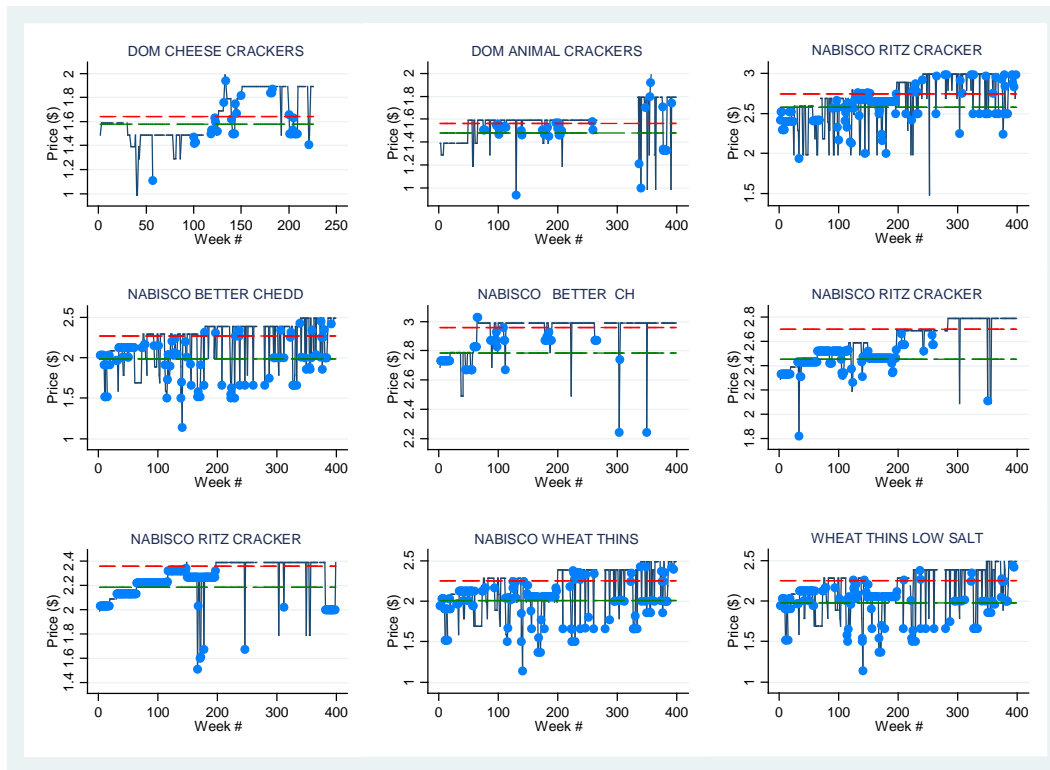 DOM CHEESE CRACKERS
Price ($)
1 1.2 1.4 1.6 1.8 2
0 50 100 150 200 250
Week #
DOM ANIMAL CRACKERS
Price ($)
1 1.2 1.4 1.6 1.8 2
0 100 200 300 400
Week #
NABISCO RITZ CRACKER
Price ($)
1.5 2 2.5 3
0 100 200 300 400
Week #
NABISCO BETTER CHEDD
Price ($)
1 1.5 2 2.5
0 100 200 300 400
Week #
NABISCO BETTER CH
Price ($)
2.2 2.4 2.6 2.8 3
0 100 200 300 400
Week #
NABISCO RITZ CRACKER
Price ($)
1.8 2 2.2 2.4 2.6 2.8
0 100 200 300 400
Week #
NABISCO RITZ CRACKER
Price ($)
1.4 1.6 1.8 2 2.2 2.4
0 100 200 300 400
Week #
NABISCO WHEAT THINS
Price ($)
1 1.5 2 2.5
0 100 200 300 400
Week #
WHEAT THINS LOW SALT
Price ($)
1 1.5 2 2.5
0 100 200 300 400
Week #